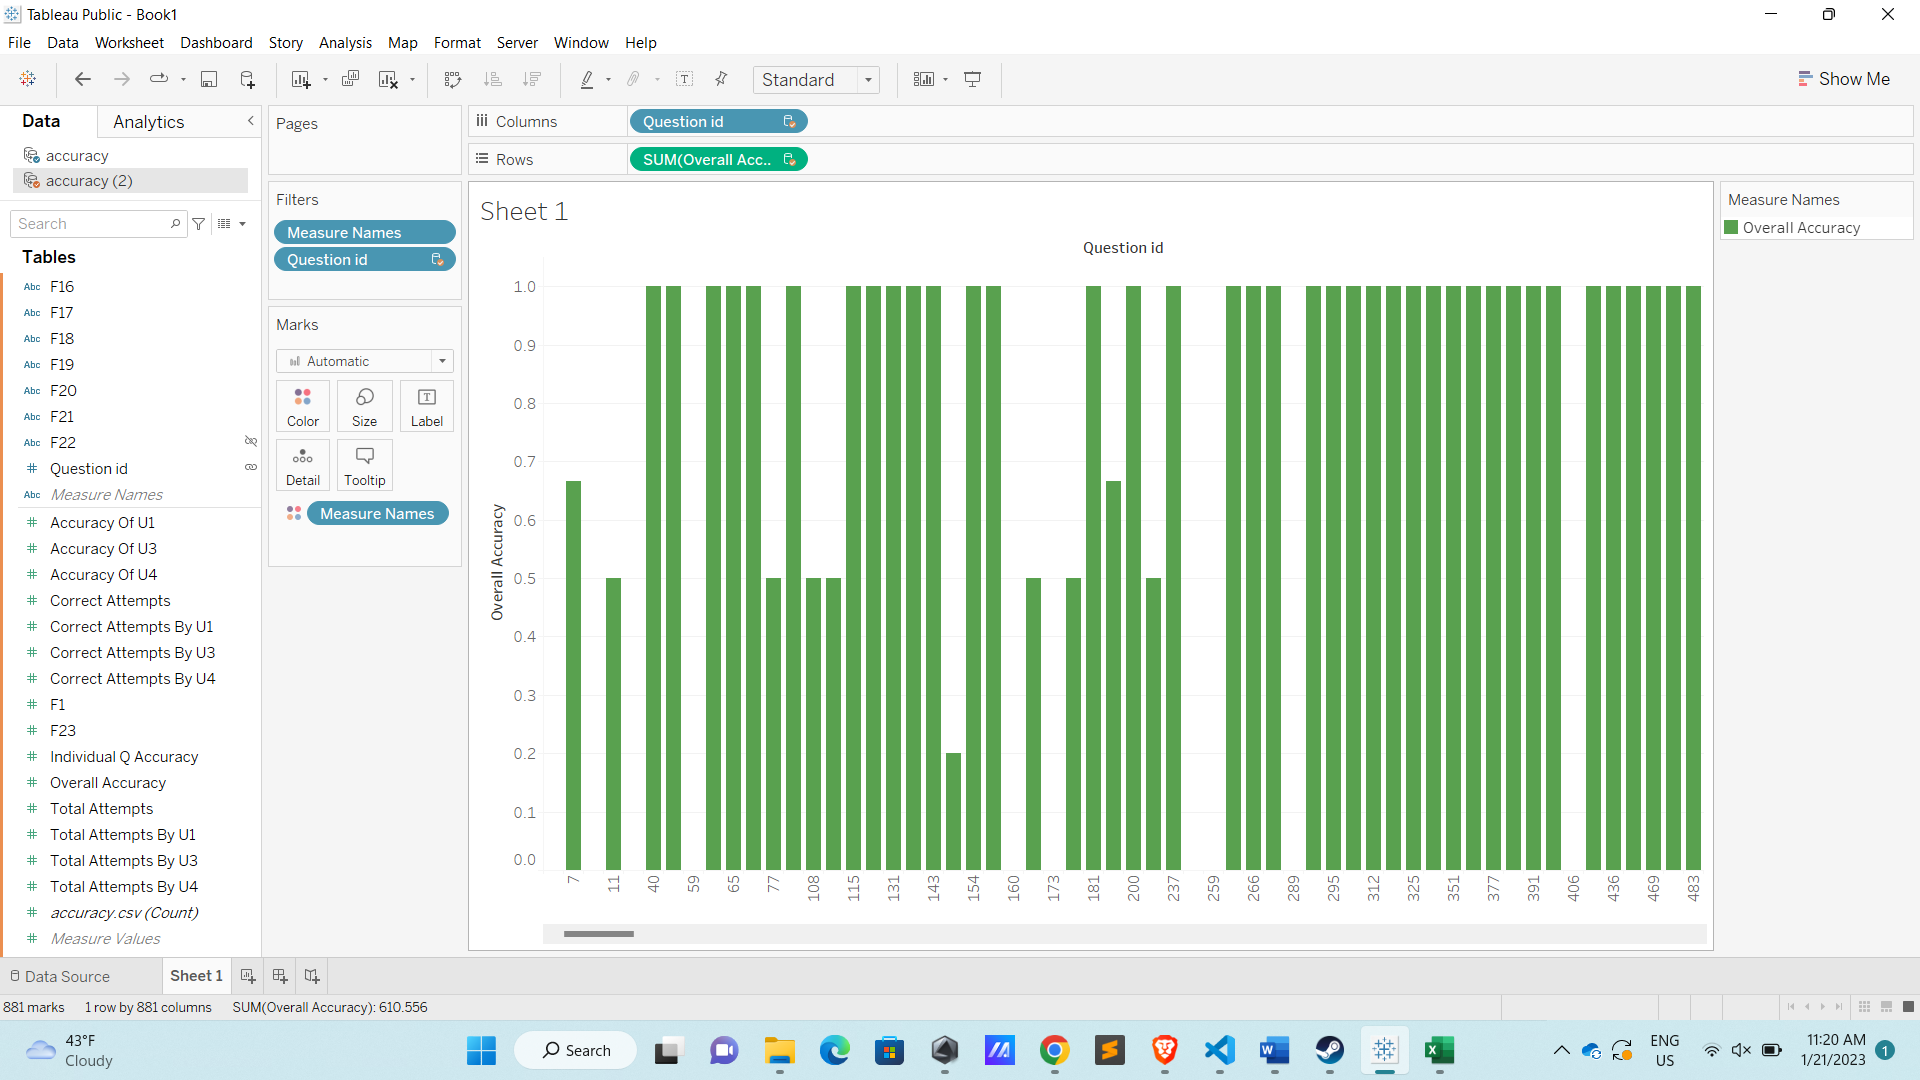 Tableau Public - Book1
File Data Worksheet Dashboard Story Analysis Map Format Server Window Help
Standard
Show Me
Data Analytics
accuracy
accuracy (2)
Search
Tables
Abc F16
Abc F17
Abc F18
Abc F19
Abc F20
Abc F21
Abc F22
# Question id
Abc Measure Names
# Accuracy Of U1
# Accuracy Of U3
# Accuracy Of U4
# Correct Attempts
# Correct Attempts By U1
# Correct Attempts By U3
# Correct Attempts By U4
# F1
# F23
# Individual Q Accuracy
# Overall Accuracy
# Total Attempts
# Total Attempts By U1
# Total Attempts By U3
# Total Attempts By U4
# accuracy.csv (Count)
# Measure Values
Pages
Filters
Measure Names
Question id
Marks
Automatic
Color Size Label
Detail Tooltip
Measure Names
Columns Question id
Rows SUM(Overall Acc..
Sheet 1
Question id
Overall Accuracy
1.0
0.9
0.8
0.7
0.6
0.5
0.4
0.3
0.2
0.1
0.0
7 11 40 59 65 77 108 115 131 143 154 160 173 181 200 237 259 266 289 295 312 325 351 377 391 406 436 469 483
Measure Names
Overall Accuracy
Data Source Sheet 1
881 marks 1 row by 881 columns SUM(Overall Accuracy): 610.556
43°F
Cloudy
Search
ENG
US
11:20 AM
1/21/2023
1